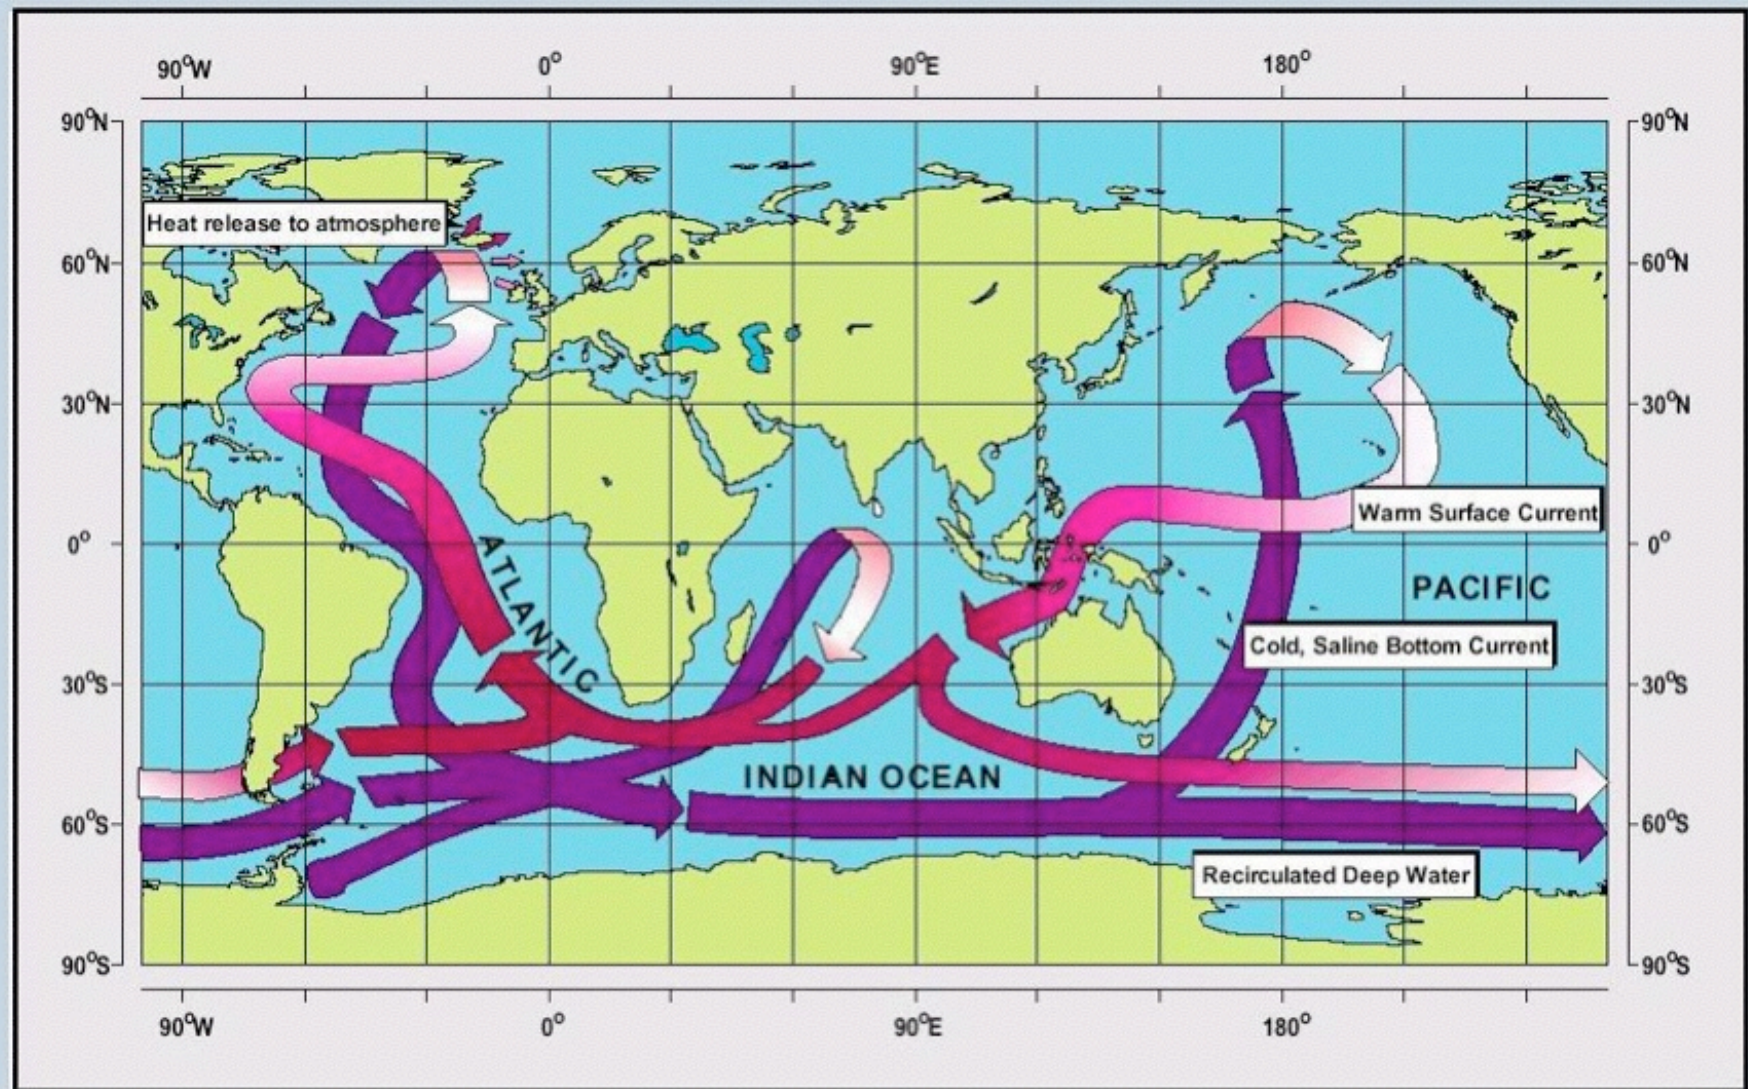 90°W 0° 90°E 180°
90°N 90°N
Heat release to atmosphere
60°N 60°N
30°N 30°N
Warm Surface Current
0° 0°
ATLANTIC
PACIFIC
Cold, Saline Bottom Current
30°S 30°S
INDIAN OCEAN
60°S 60°S
Recirculated Deep Water
90°S 90°S
90°W 0° 90°E 180°